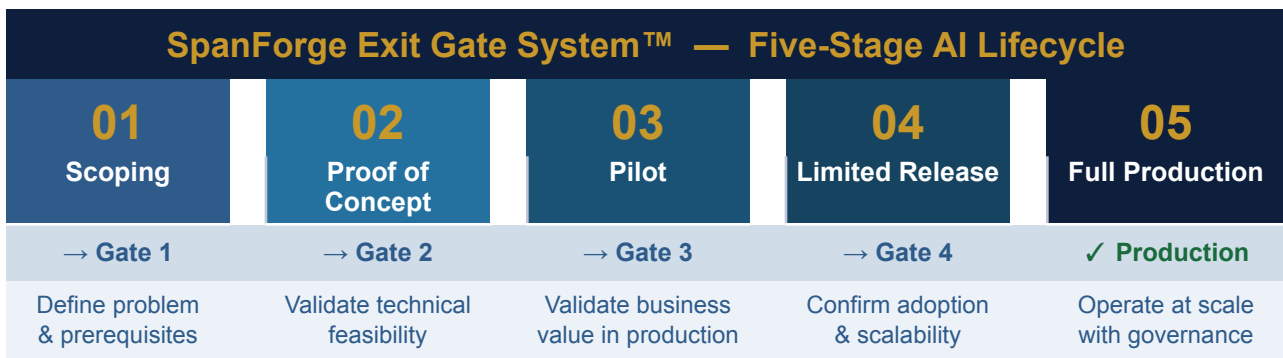 SpanForge Exit Gate System™ — Five-Stage AI Lifecycle
01
Scoping
02
Proof of
Concept
03
Pilot
04
Limited Release
05
Full Production
→ Gate 1
→ Gate 2
→ Gate 3
→ Gate 4
✓ Production
Define problem
& prerequisites
Validate technical
feasibility
Validate business
value in production
Confirm adoption
& scalability
Operate at scale
with governance